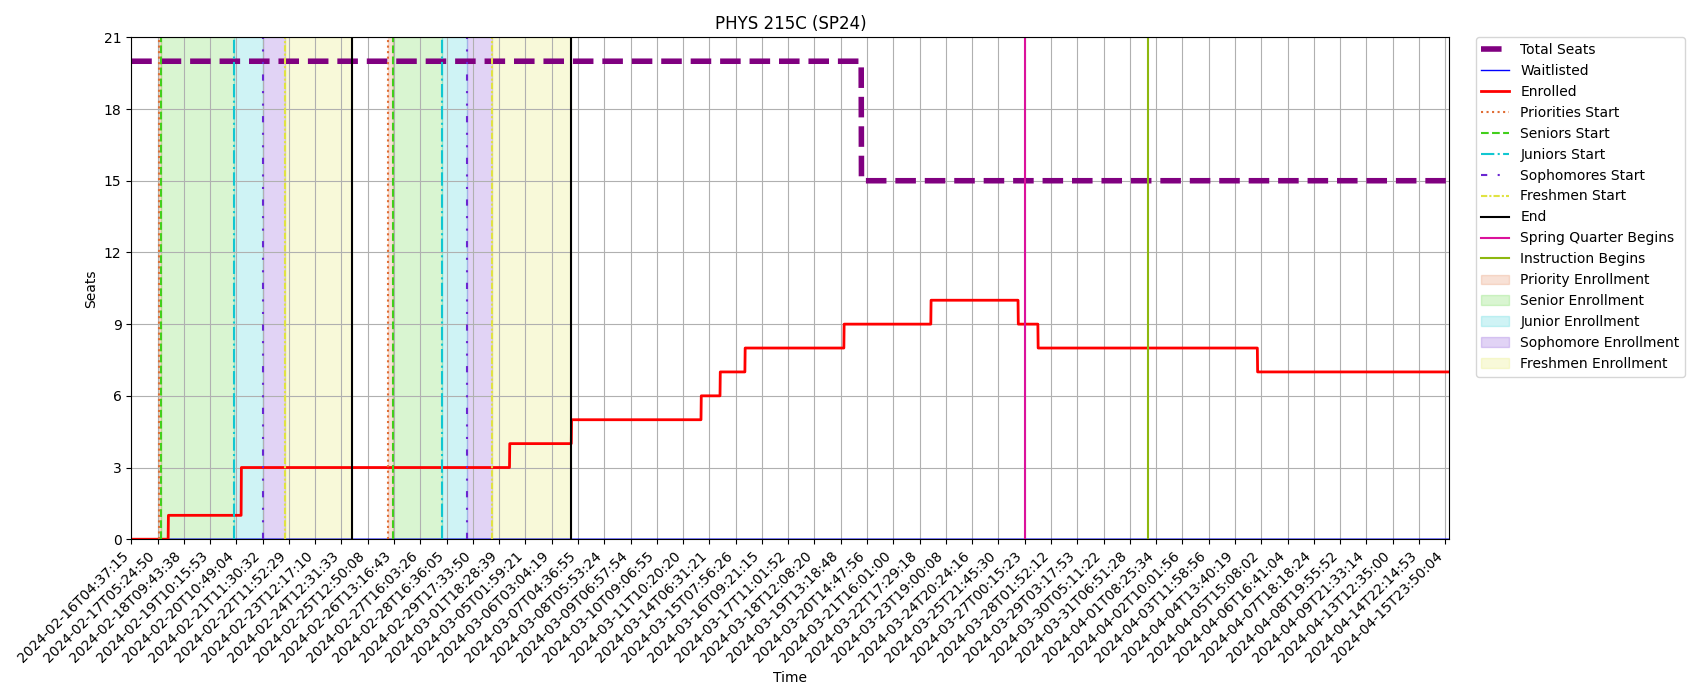 PHYS 215C (SP24)
21
18
15
12
9
6
3
0
Seats
2024-02-16T04:37:15
2024-02-17T05:24:50
2024-02-18T09:43:38
2024-02-19T10:15:53
2024-02-20T10:49:04
2024-02-21T11:30:32
2024-02-22T11:52:29
2024-02-23T12:17:10
2024-02-24T12:31:33
2024-02-25T12:50:08
2024-02-26T13:16:43
2024-02-27T16:03:26
2024-02-28T16:36:05
2024-02-29T17:33:50
2024-03-01T18:28:39
2024-03-05T01:59:21
2024-03-06T03:04:19
2024-03-07T04:36:55
2024-03-08T05:53:24
2024-03-09T06:57:54
2024-03-10T09:06:55
2024-03-11T10:20:20
2024-03-14T06:31:21
2024-03-15T07:56:26
2024-03-16T09:21:15
2024-03-17T11:01:52
2024-03-18T12:08:20
2024-03-19T13:18:48
2024-03-20T14:47:56
2024-03-21T16:01:00
2024-03-22T17:29:18
2024-03-23T19:00:08
2024-03-24T20:24:16
2024-03-25T21:45:30
2024-03-27T00:15:23
2024-03-28T01:52:12
2024-03-29T03:17:53
2024-03-30T05:11:22
2024-03-31T06:51:28
2024-04-01T08:25:34
2024-04-02T10:01:56
2024-04-03T11:58:56
2024-04-04T13:40:19
2024-04-05T15:08:02
2024-04-06T16:41:04
2024-04-07T18:18:24
2024-04-08T19:55:52
2024-04-09T21:33:14
2024-04-13T12:35:00
2024-04-14T22:14:53
2024-04-15T23:50:04
Time
Total Seats
Waitlisted
Enrolled
Priorities Start
Seniors Start
Juniors Start
Sophomores Start
Freshmen Start
End
Spring Quarter Begins
Instruction Begins
Priority Enrollment
Senior Enrollment
Junior Enrollment
Sophomore Enrollment
Freshmen Enrollment